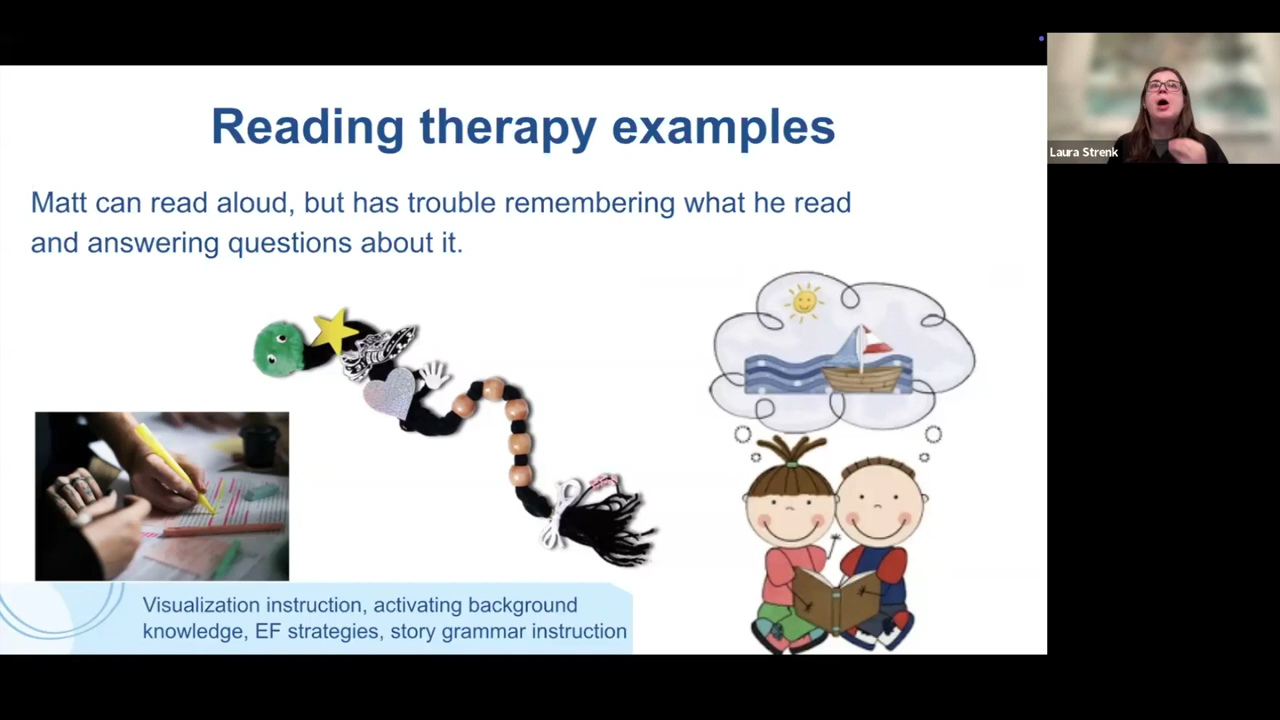 Reading therapy examples
Matt can read aloud, but has trouble remembering what he read
and answering questions about it.
Visualization instruction, activating background
knowledge, EF strategies, story grammar instruction
Laura Strenk